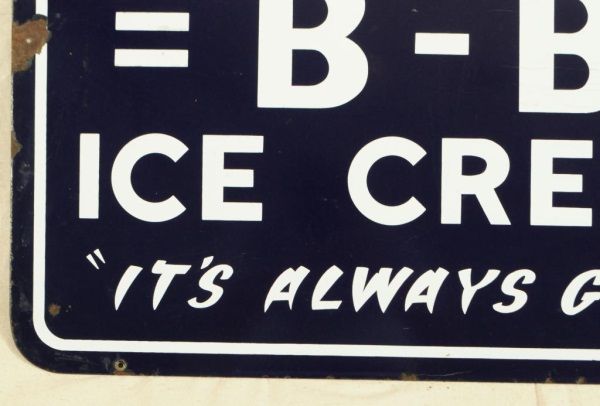 = B - B
ICE CRE
"IT'S ALWAYS G